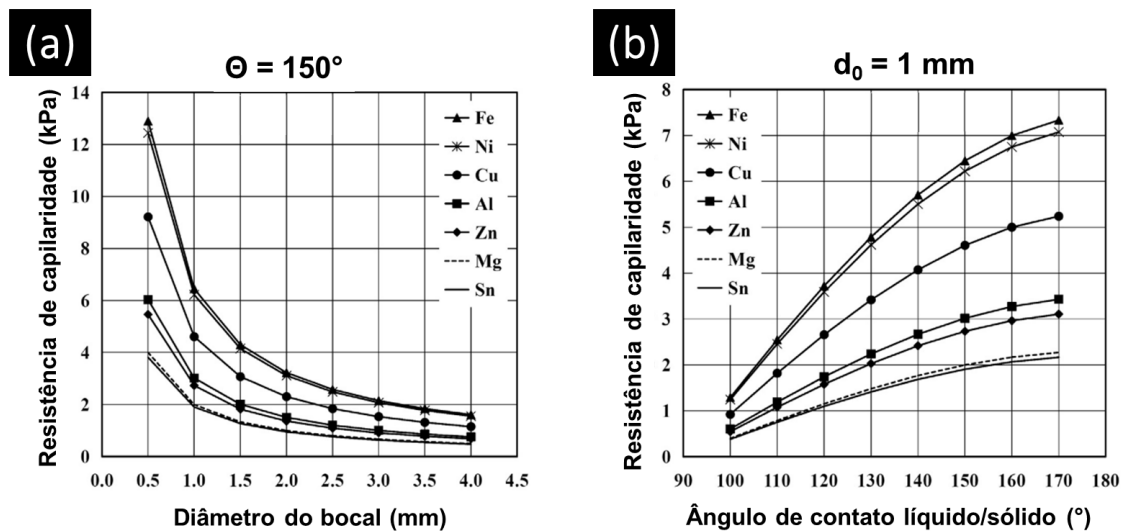 (a)
Θ = 150°
Resistência de capilaridade (kPa)
14
12
10
8
6
4
2
0
Fe
Ni
Cu
Al
Zn
Mg
Sn
0.0 0.5 1.0 1.5 2.0 2.5 3.0 3.5 4.0 4.5
Diâmetro do bocal (mm)
(b)
d₀ = 1 mm
Resistência de capilaridade (kPa)
8
7
6
5
4
3
2
1
0
Fe
Ni
Cu
Al
Zn
Mg
Sn
90 100 110 120 130 140 150 160 170 180
Ângulo de contato líquido/sólido (°)